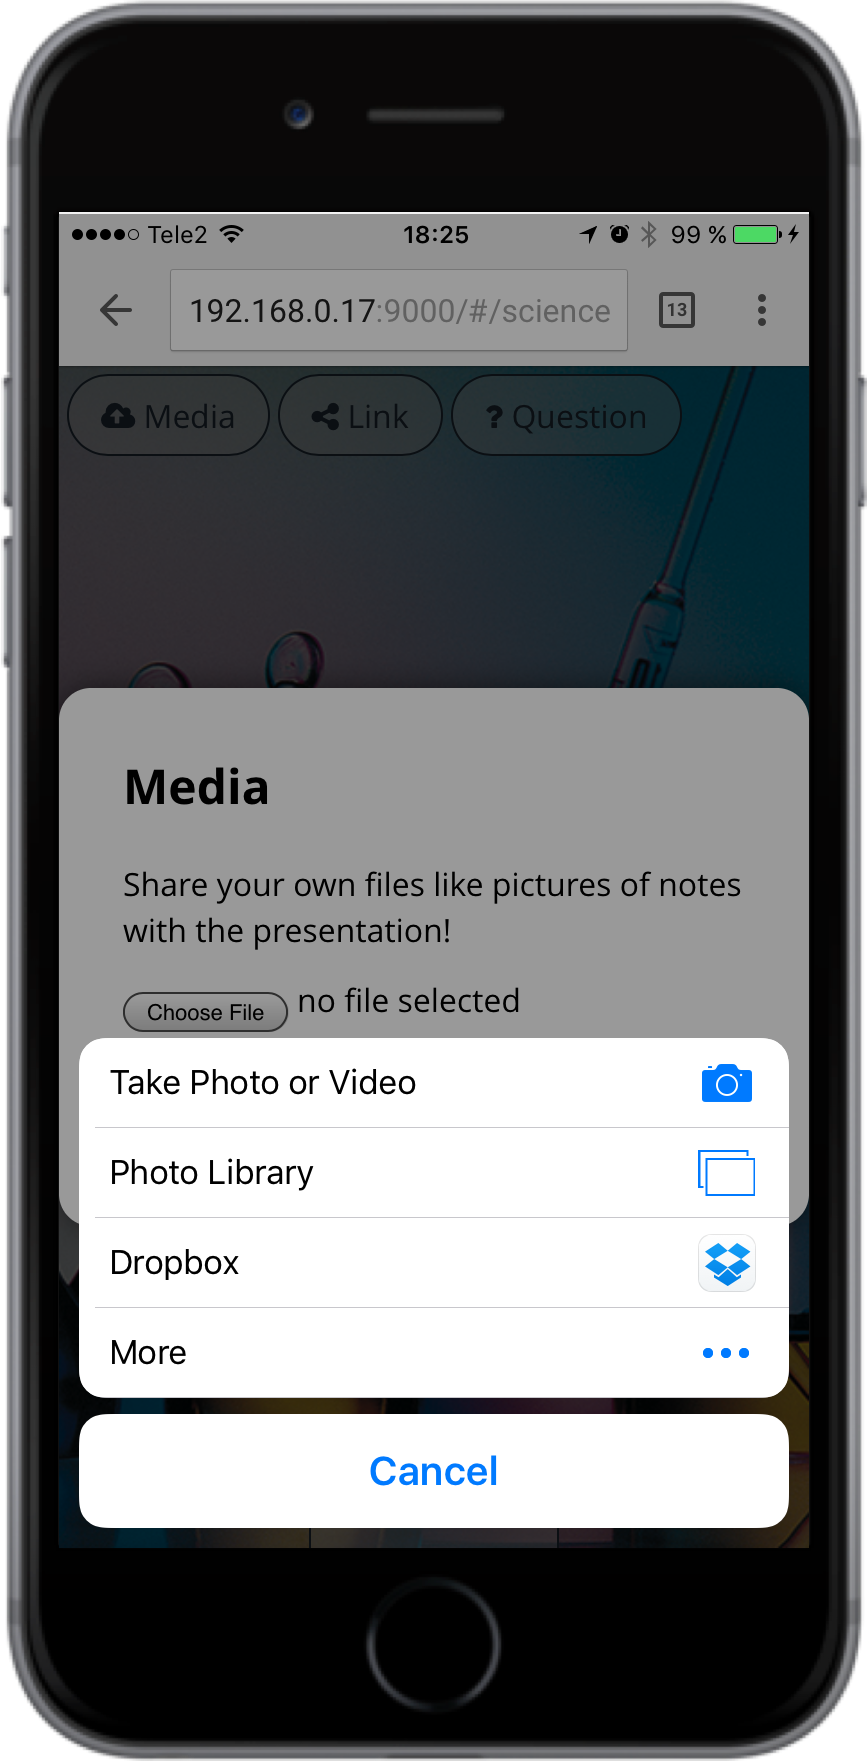 Tele2 18:25 99 %
192.168.0.17:9000/#/science 13
Media Link ? Question
Media
Share your own files like pictures of notes
with the presentation!
Choose File no file selected
Take Photo or Video
Photo Library
Dropbox
More
Cancel